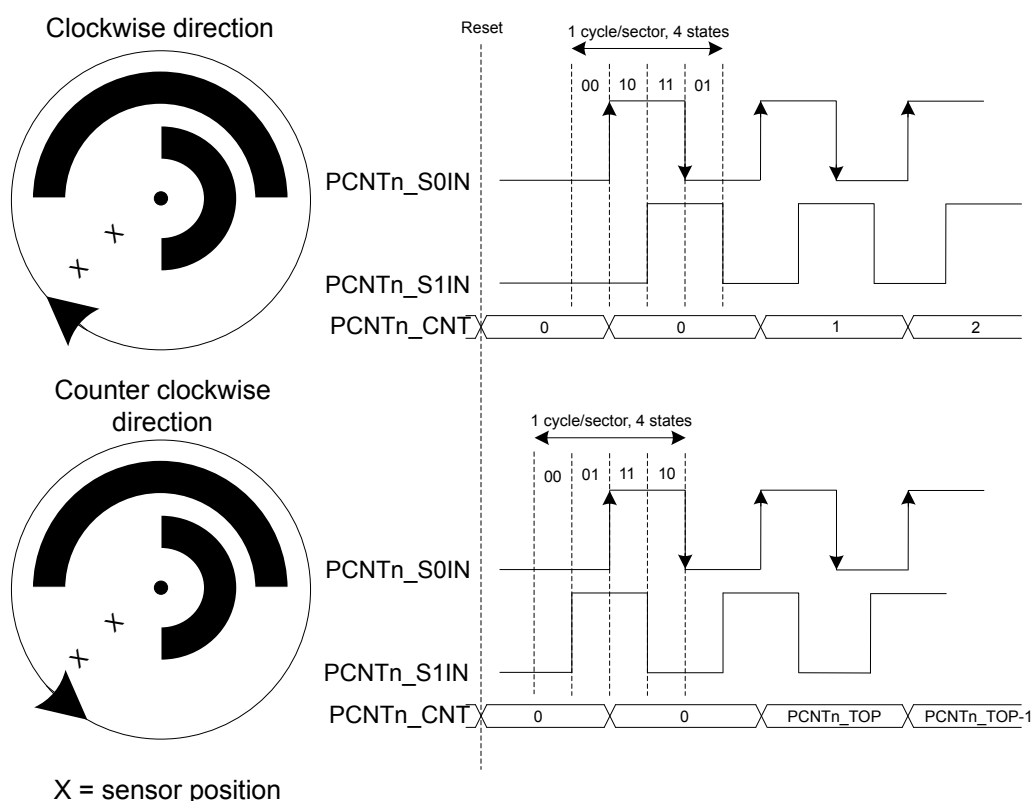 Clockwise direction
Reset
1 cycle/sector, 4 states
00 10 11 01
PCNTn_S0IN
PCNTn_S1IN
PCNTn_CNT 0 0 1 2
X X
Counter clockwise
direction
1 cycle/sector, 4 states
00 01 11 10
PCNTn_S0IN
PCNTn_S1IN
PCNTn_CNT 0 0 PCNTn_TOP PCNTn_TOP-1
X X
X = sensor position